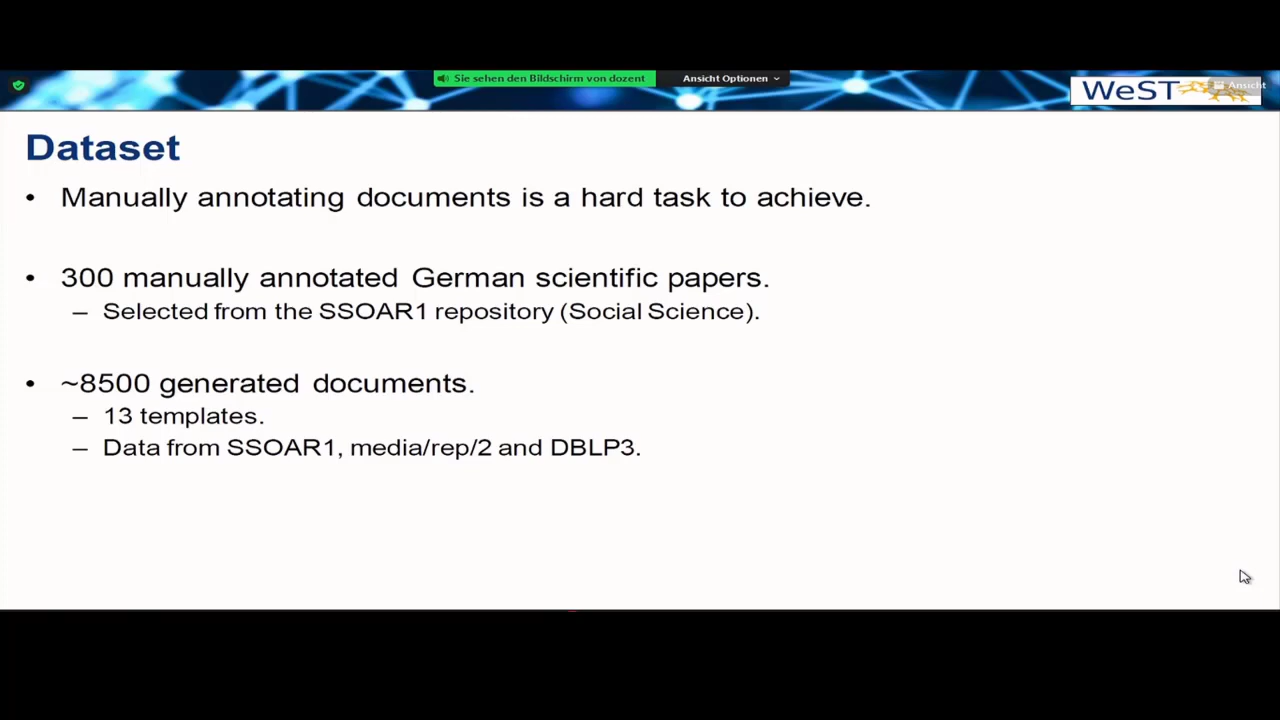 Sie sehen den Bildschirm von dozent
Ansicht Optionen
WeST
Ansicht
Dataset
• Manually annotating documents is a hard task to achieve.
• 300 manually annotated German scientific papers.
– Selected from the SSOAR1 repository (Social Science).
• ~8500 generated documents.
– 13 templates.
– Data from SSOAR1, media/rep/2 and DBLP3.